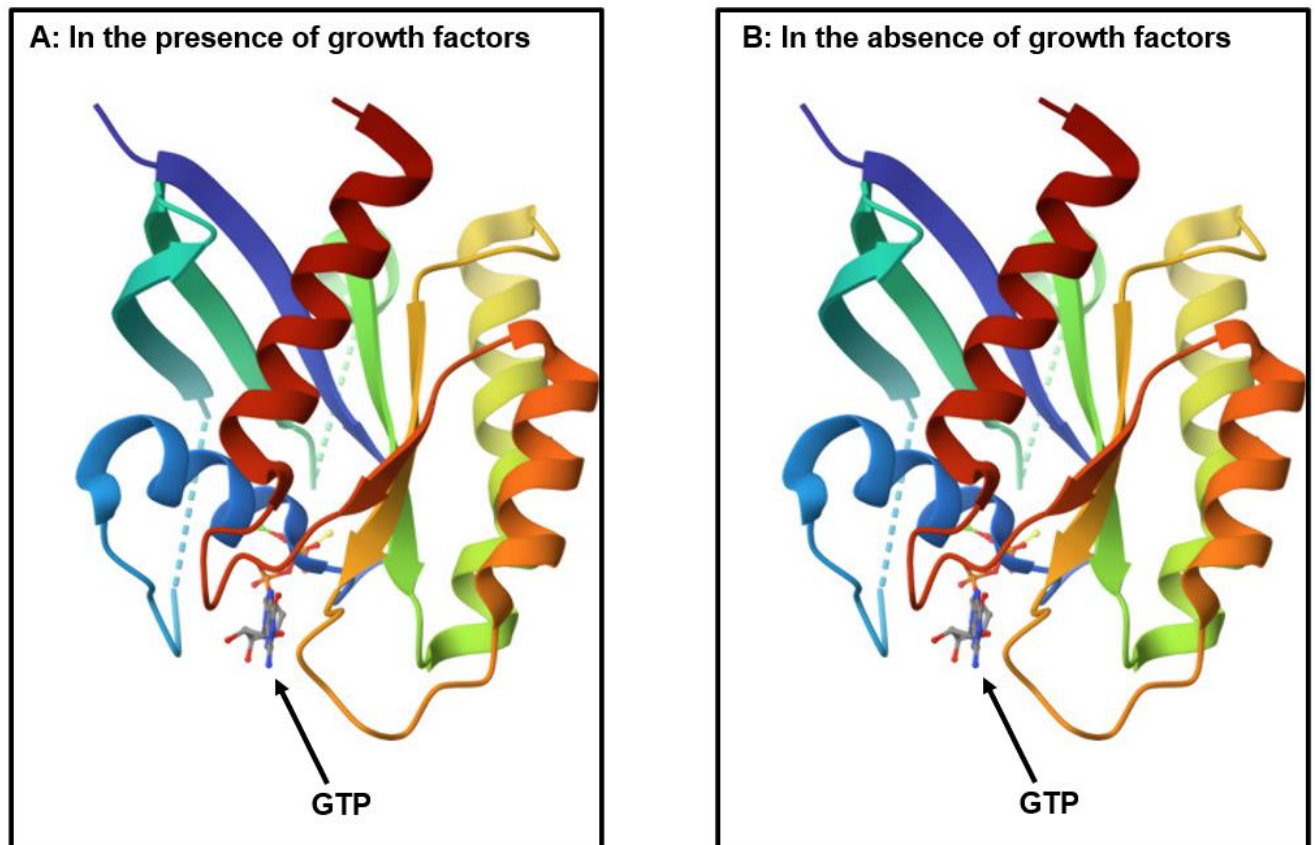 A: In the presence of growth factors
GTP
B: In the absence of growth factors
GTP